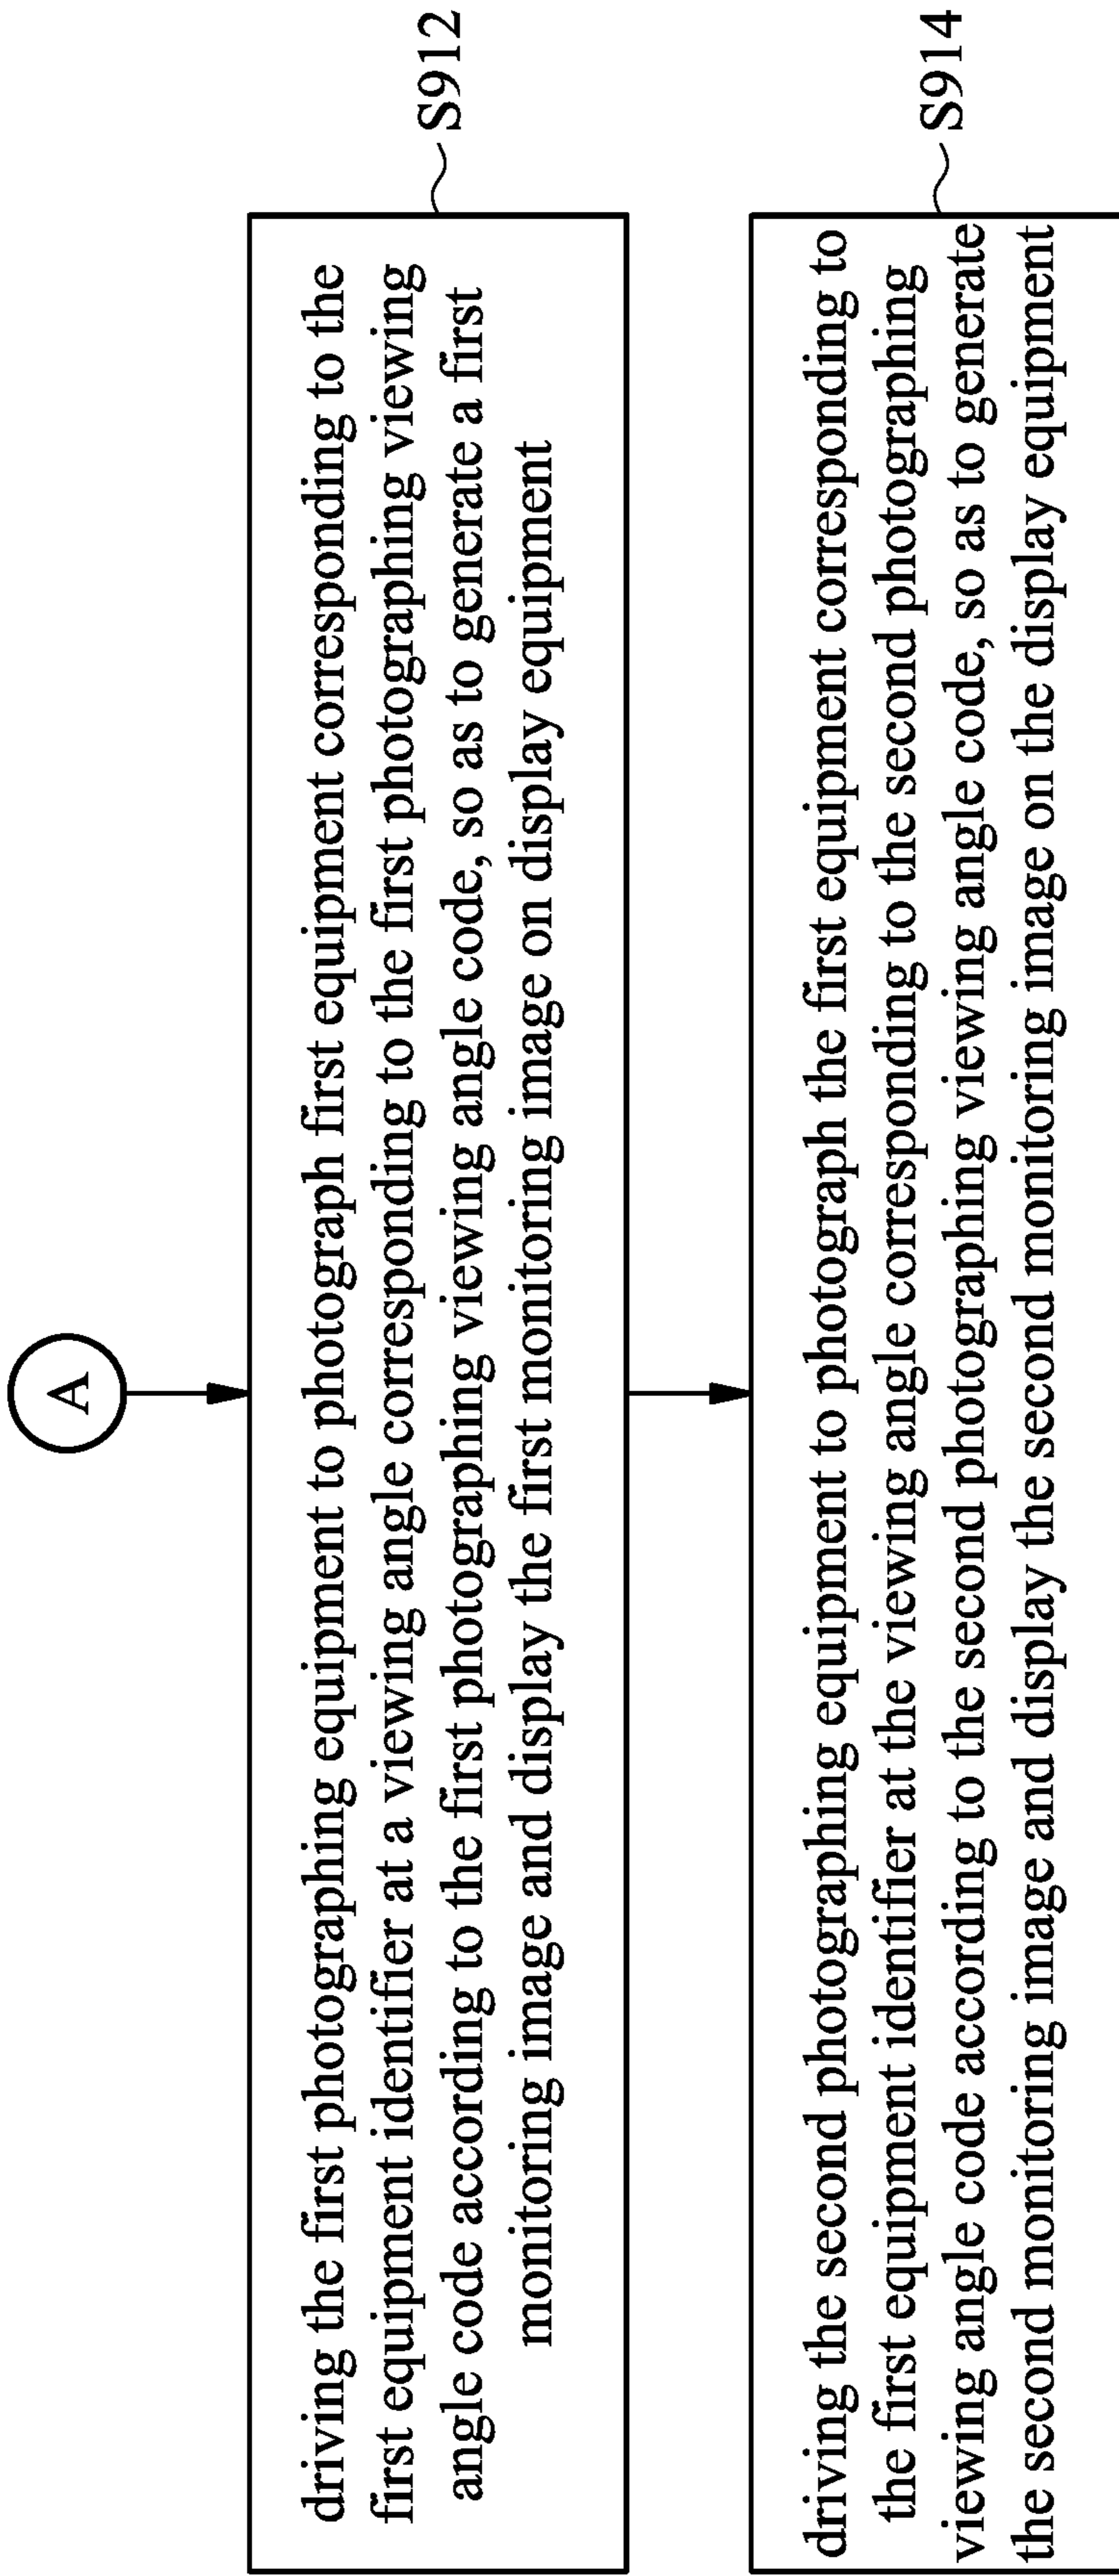 A
driving the first photographing equipment to photograph first equipment corresponding to the
first equipment identifier at a viewing angle corresponding to the first photographing viewing
angle code according to the first photographing viewing angle code, so as to generate a first
monitoring image and display the first monitoring image on display equipment
S912
driving the second photographing equipment to photograph the first equipment corresponding to
the first equipment identifier at the viewing angle corresponding to the second photographing
viewing angle code according to the second photographing viewing angle code, so as to generate
the second monitoring image and display the second monitoring image on the display equipment
S914